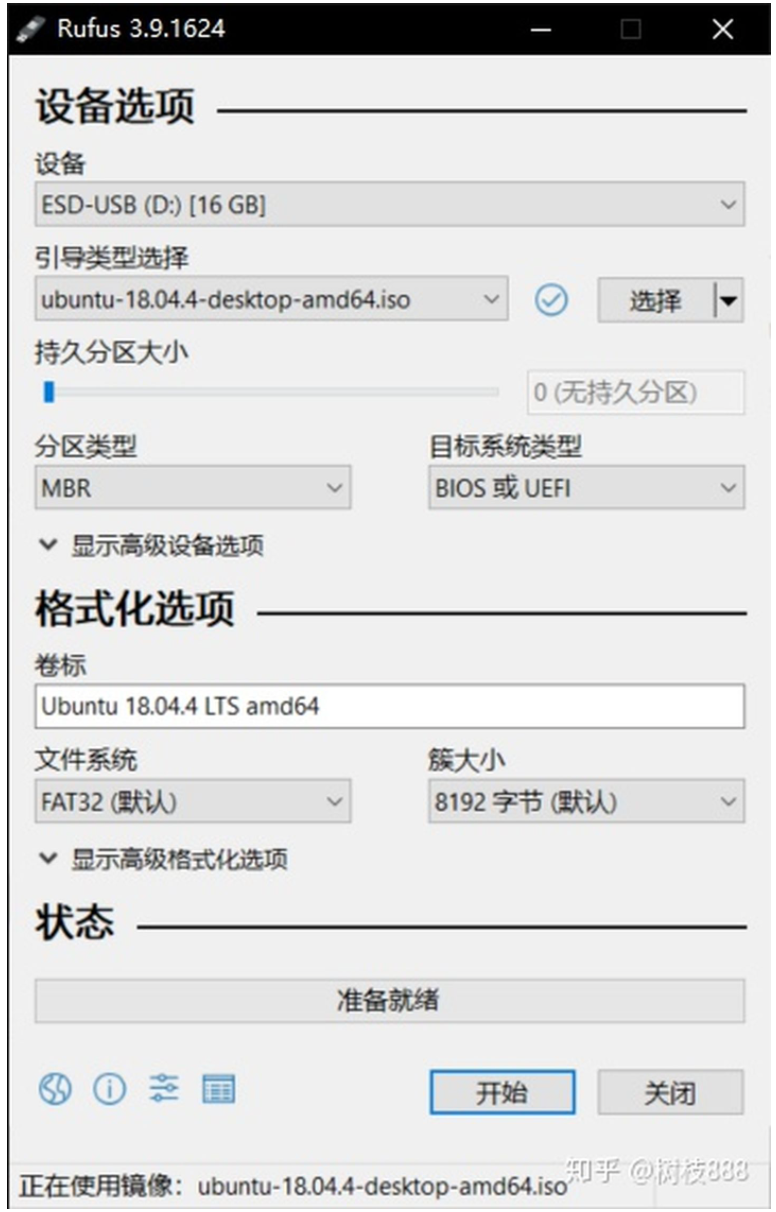 Rufus 3.9.1624
设备选项
设备
ESD-USB (D:) [16 GB]
引导类型选择
ubuntu-18.04.4-desktop-amd64.iso 选择
持久分区大小
0 (无持久分区)
分区类型 目标系统类型
MBR BIOS 或 UEFI
显示高级设备选项
格式化选项
卷标
Ubuntu 18.04.4 LTS amd64
文件系统 簇大小
FAT32 (默认) 8192 字节 (默认)
显示高级格式化选项
状态
准备就绪
开始 关闭
知乎 @树枝888
正在使用镜像：ubuntu-18.04.4-desktop-amd64.iso